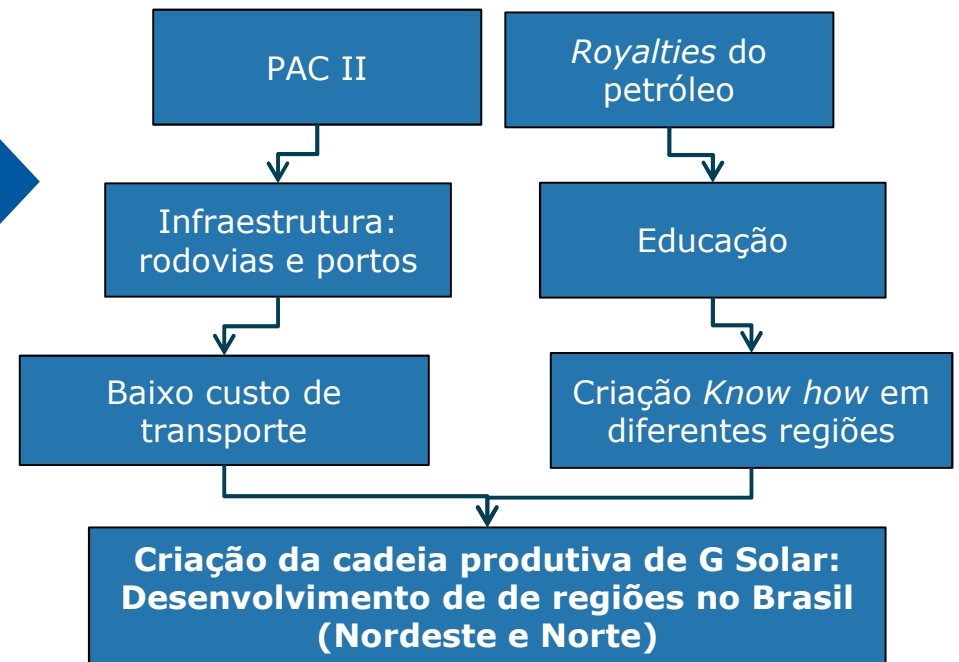 PAC II
Royalties do
petróleo
Infraestrutura:
rodovias e portos
Educação
Baixo custo de
transporte
Criação Know how em
diferentes regiões
Criação da cadeia produtiva de G Solar:
Desenvolvimento de de regiões no Brasil
(Nordeste e Norte)